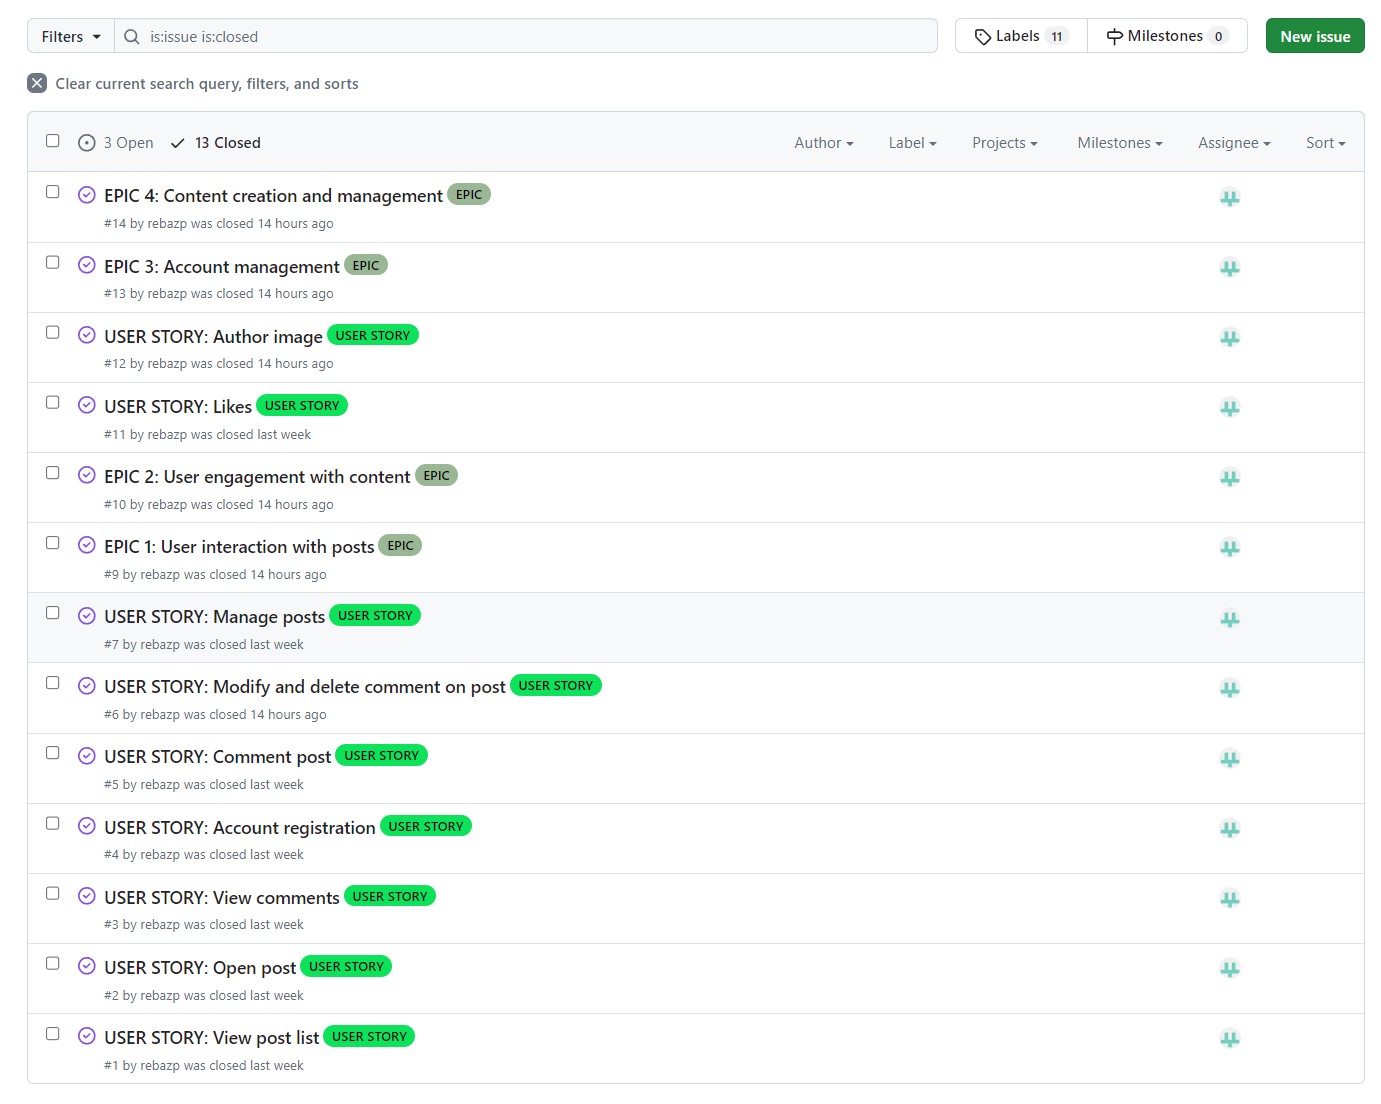 Filters is:issue is:closed Labels 11 Milestones 0 New issue
Clear current search query, filters, and sorts
3 Open 13 Closed Author Label Projects Milestones Assignee Sort
EPIC 4: Content creation and management EPIC
#14 by rebazp was closed 14 hours ago
EPIC 3: Account management EPIC
#13 by rebazp was closed 14 hours ago
USER STORY: Author image USER STORY
#12 by rebazp was closed 14 hours ago
USER STORY: Likes USER STORY
#11 by rebazp was closed last week
EPIC 2: User engagement with content EPIC
#10 by rebazp was closed 14 hours ago
EPIC 1: User interaction with posts EPIC
#9 by rebazp was closed 14 hours ago
USER STORY: Manage posts USER STORY
#7 by rebazp was closed last week
USER STORY: Modify and delete comment on post USER STORY
#6 by rebazp was closed 14 hours ago
USER STORY: Comment post USER STORY
#5 by rebazp was closed last week
USER STORY: Account registration USER STORY
#4 by rebazp was closed last week
USER STORY: View comments USER STORY
#3 by rebazp was closed last week
USER STORY: Open post USER STORY
#2 by rebazp was closed last week
USER STORY: View post list USER STORY
#1 by rebazp was closed last week